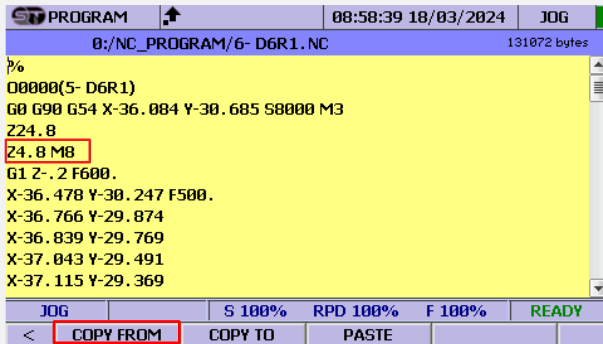 PROGRAM 08:58:39 18/03/2024 JOG
0:/NC_PROGRAM/6- D6R1.NC 131072 bytes
%
O0000(5- D6R1)
G0 G90 G54 X-36.084 Y-30.685 S8000 M3
Z24.8
Z4.8 M8
G1 Z-.2 F600.
X-36.478 Y-30.247 F500.
X-36.766 Y-29.874
X-36.839 Y-29.769
X-37.043 Y-29.491
X-37.115 Y-29.369
JOG S 100% RPD 100% F 100% READY
< COPY FROM COPY TO PASTE